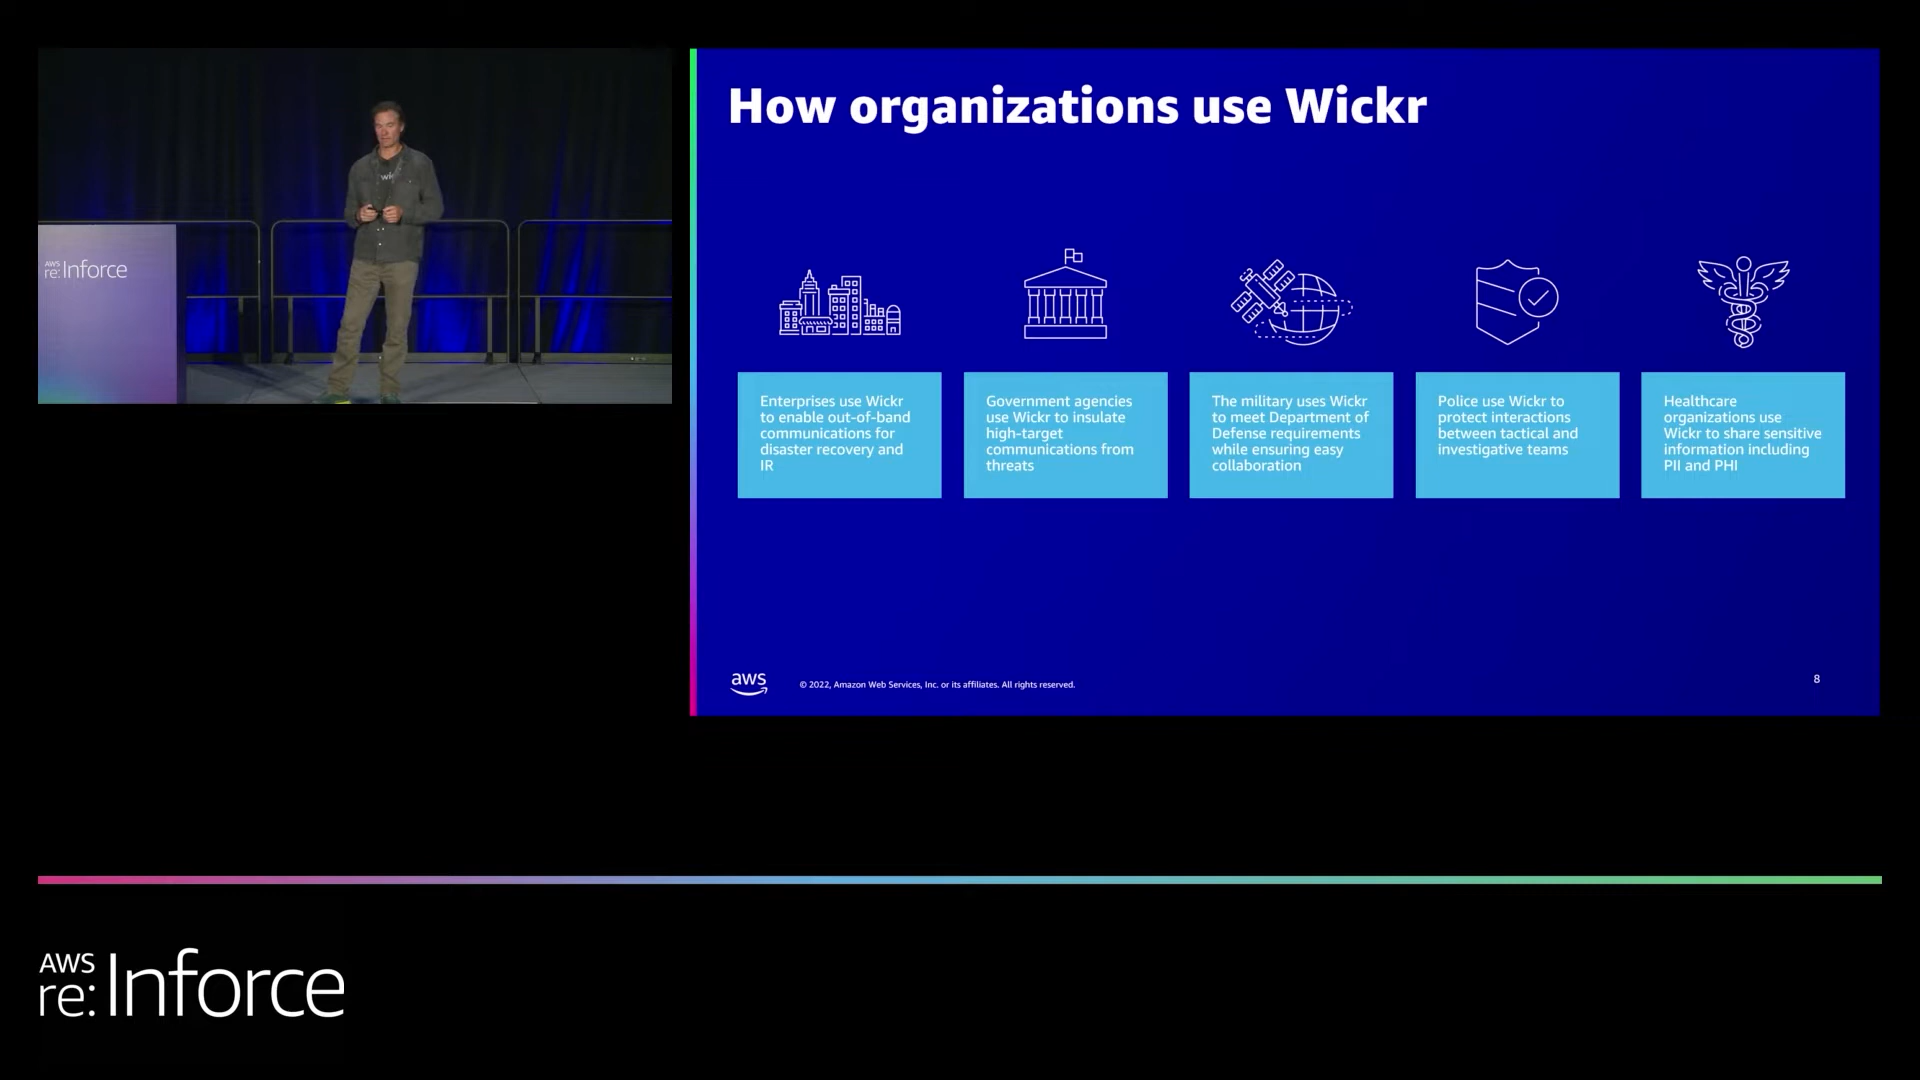 How organizations use Wickr
Enterprises use Wickr
to enable out-of-band
communications for
disaster recovery and
IR
Government agencies
use Wickr to insulate
high-target
communications from
threats
The military uses Wickr
to meet Department of
Defense requirements
while ensuring easy
collaboration
Police use Wickr to
protect interactions
between tactical and
investigative teams
Healthcare
organizations use
Wickr to share sensitive
information including
PII and PHI
aws
© 2022, Amazon Web Services, Inc. or its affiliates. All rights reserved.
8
AWS
re:Inforce
AWS
re:Inforce